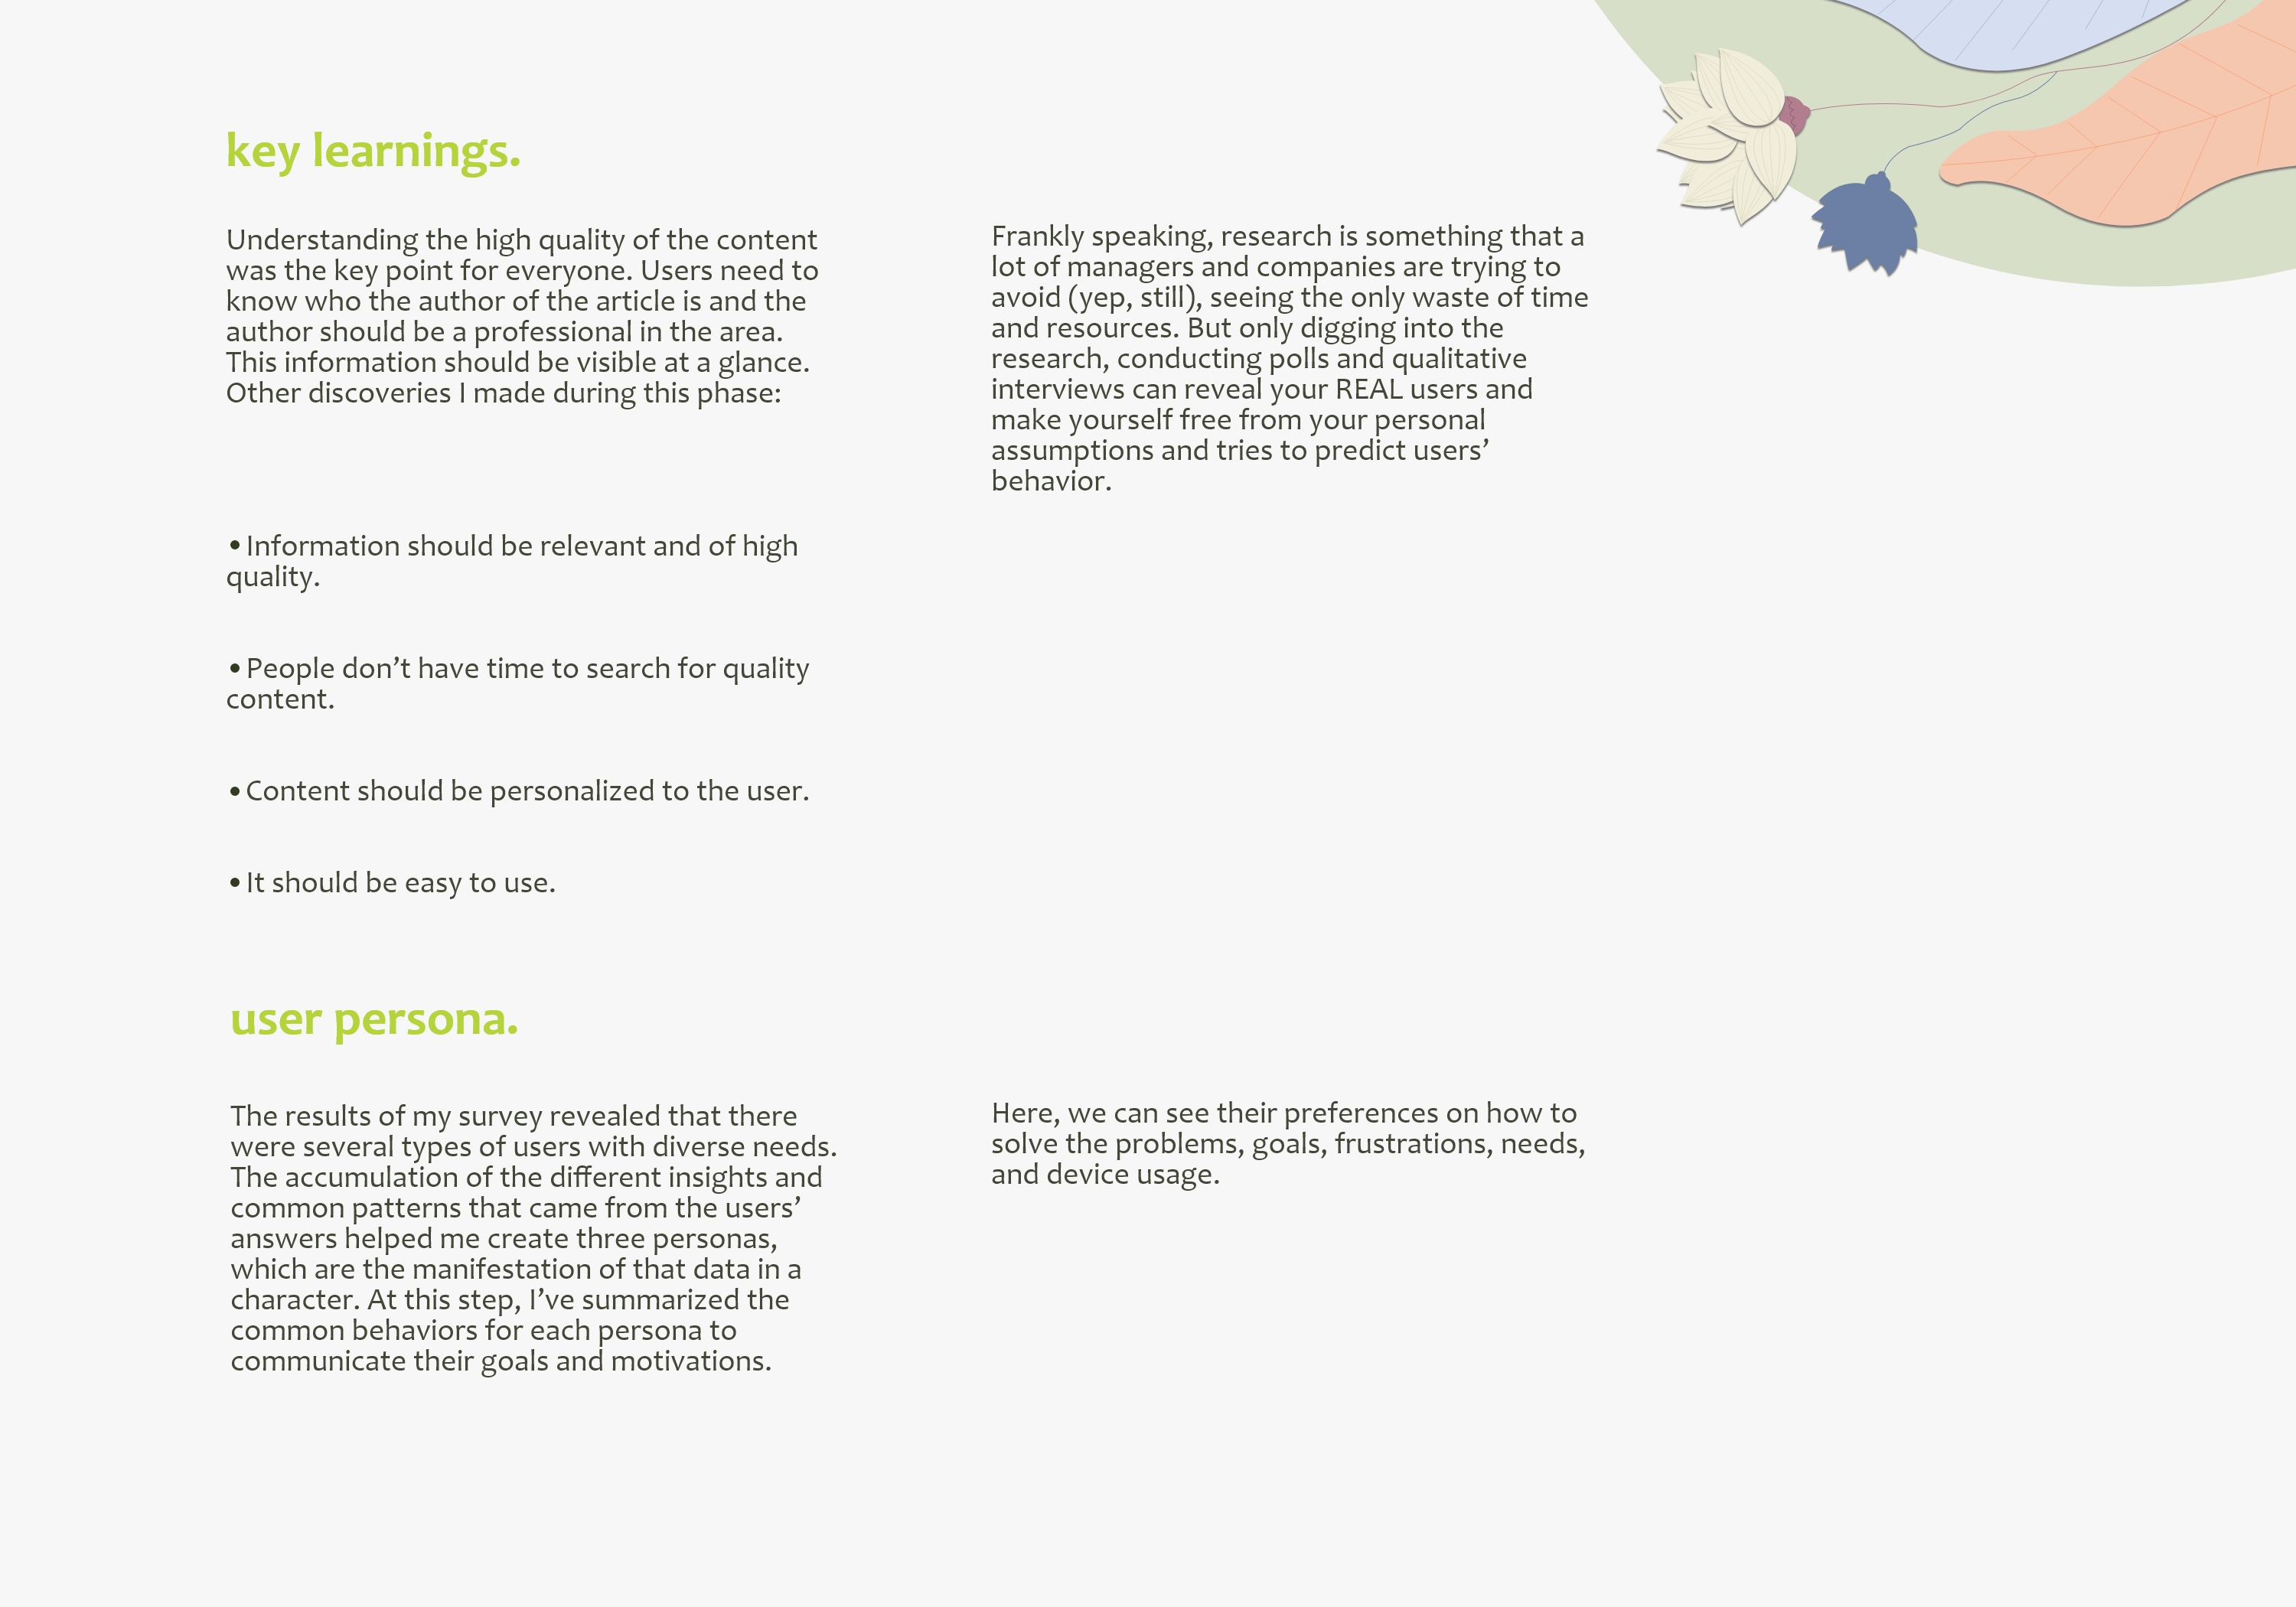 key learnings.
Understanding the high quality of the content
was the key point for everyone. Users need to
know who the author of the article is and the
author should be a professional in the area.
This information should be visible at a glance.
Other discoveries I made during this phase:
•Information should be relevant and of high
quality.
•People don’t have time to search for quality
content.
•Content should be personalized to the user.
•It should be easy to use.
Frankly speaking, research is something that a
lot of managers and companies are trying to
avoid (yep, still), seeing the only waste of time
and resources. But only digging into the
research, conducting polls and qualitative
interviews can reveal your REAL users and
make yourself free from your personal
assumptions and tries to predict users’
behavior.
user persona.
The results of my survey revealed that there
were several types of users with diverse needs.
The accumulation of the different insights and
common patterns that came from the users’
answers helped me create three personas,
which are the manifestation of that data in a
character. At this step, I’ve summarized the
common behaviors for each persona to
communicate their goals and motivations.
Here, we can see their preferences on how to
solve the problems, goals, frustrations, needs,
and device usage.